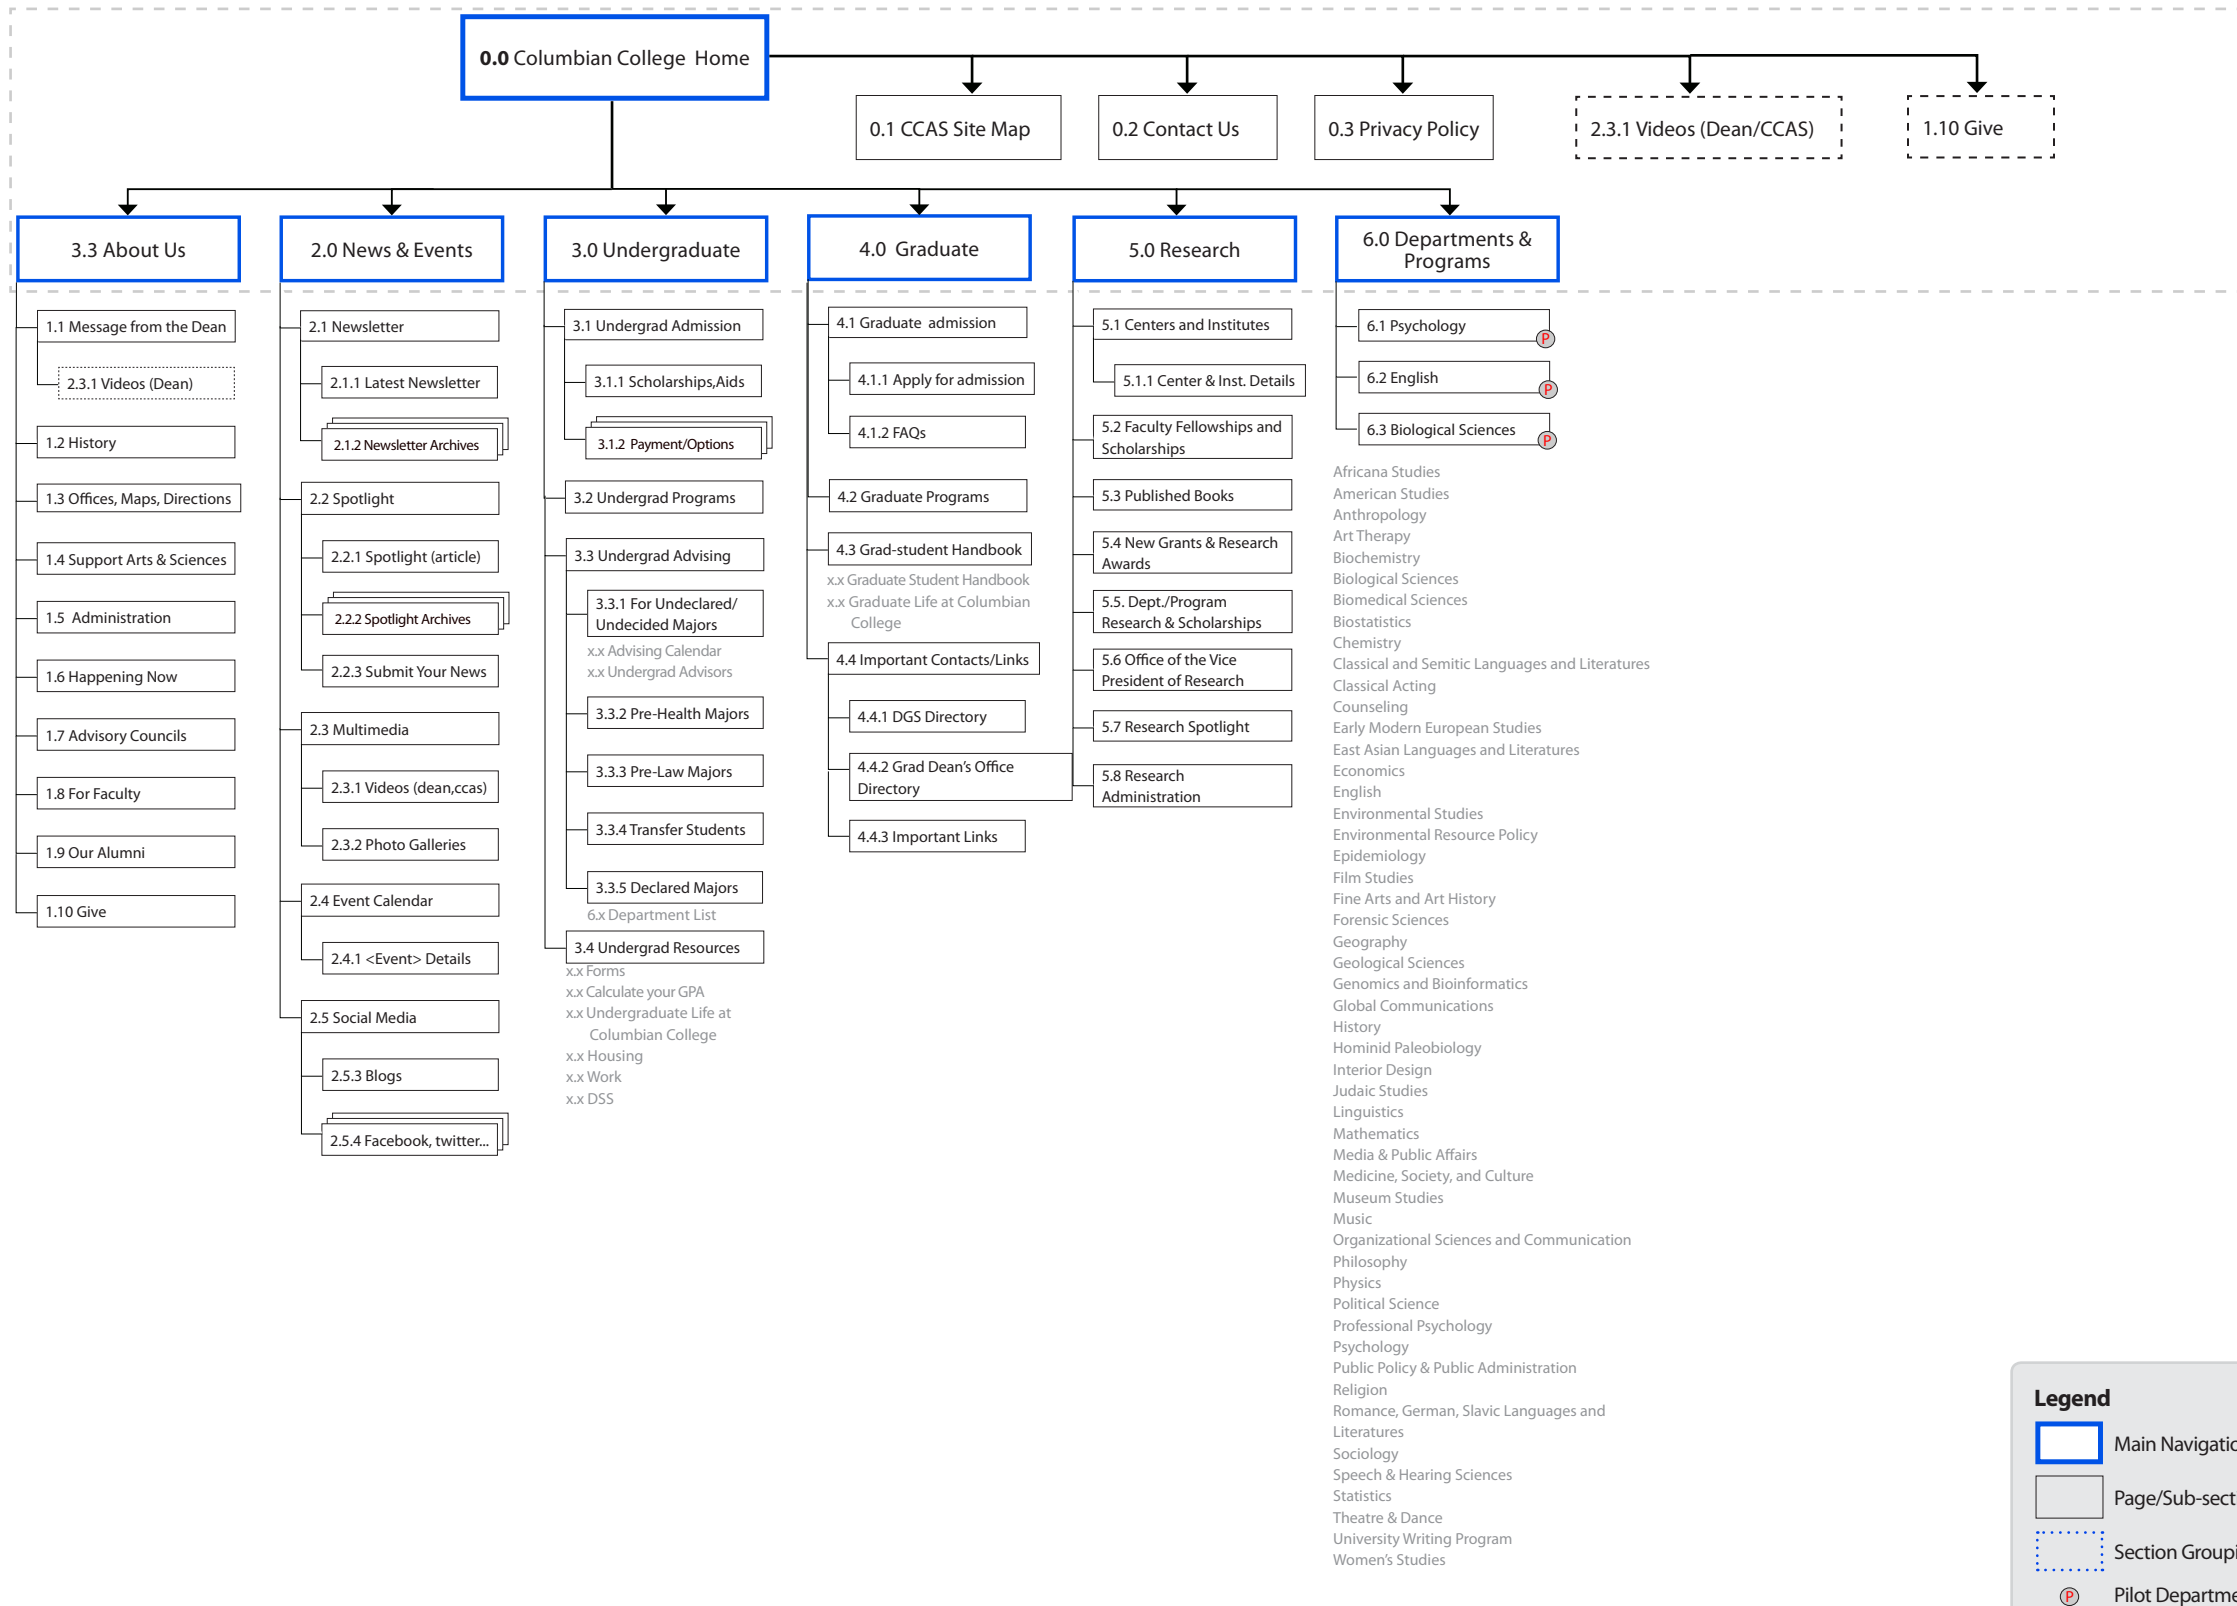 0.0 Columbian College Home
0.1 CCAS Site Map
0.2 Contact Us
0.3 Privacy Policy
2.3.1 Videos (Dean/CCAS)
1.10 Give
3.3 About Us
1.1 Message from the Dean
2.3.1 Videos (Dean)
1.2 History
1.3 Offices, Maps, Directions
1.4 Support Arts & Sciences
1.5 Administration
1.6 Happening Now
1.7 Advisory Councils
1.8 For Faculty
1.9 Our Alumni
1.10 Give
2.0 News & Events
2.1 Newsletter
2.1.1 Latest Newsletter
2.1.2 Newsletter Archives
2.2 Spotlight
2.2.1 Spotlight (article)
2.2.2 Spotlight Archives
2.2.3 Submit Your News
2.3 Multimedia
2.3.1 Videos (dean,ccas)
2.3.2 Photo Galleries
2.4 Event Calendar
2.4.1 <Event> Details
2.5 Social Media
2.5.3 Blogs
2.5.4 Facebook, twitter...
3.0 Undergraduate
3.1 Undergrad Admission
3.1.1 Scholarships,Aids
3.1.2 Payment/Options
3.2 Undergrad Programs
3.3 Undergrad Advising
3.3.1 For Undeclared/
Undecided Majors
x.x Advising Calendar
x.x Undergrad Advisors
3.3.2 Pre-Health Majors
3.3.3 Pre-Law Majors
3.3.4 Transfer Students
3.3.5 Declared Majors
6.x Department List
3.4 Undergrad Resources
x.x Forms
x.x Calculate your GPA
x.x Undergraduate Life at
Columbian College
x.x Housing
x.x Work
x.x DSS
4.0 Graduate
4.1 Graduate admission
4.1.1 Apply for admission
4.1.2 FAQs
4.2 Graduate Programs
4.3 Grad-student Handbook
x.x Graduate Student Handbook
x.x Graduate Life at Columbian
College
4.4 Important Contacts/Links
4.4.1 DGS Directory
4.4.2 Grad Dean's Office
Directory
4.4.3 Important Links
5.0 Research
5.1 Centers and Institutes
5.1.1 Center & Inst. Details
5.2 Faculty Fellowships and
Scholarships
5.3 Published Books
5.4 New Grants & Research
Awards
5.5. Dept./Program
Research & Scholarships
5.6 Office of the Vice
President of Research
5.7 Research Spotlight
5.8 Research
Administration
6.0 Departments &
Programs
6.1 Psychology
P
6.2 English
P
6.3 Biological Sciences
P
Africana Studies
American Studies
Anthropology
Art Therapy
Biochemistry
Biological Sciences
Biomedical Sciences
Biostatistics
Chemistry
Classical and Semitic Languages and Literatures
Classical Acting
Counseling
Early Modern European Studies
East Asian Languages and Literatures
Economics
English
Environmental Studies
Environmental Resource Policy
Epidemiology
Film Studies
Fine Arts and Art History
Forensic Sciences
Geography
Geological Sciences
Genomics and Bioinformatics
Global Communications
History
Hominid Paleobiology
Interior Design
Judaic Studies
Linguistics
Mathematics
Media & Public Affairs
Medicine, Society, and Culture
Museum Studies
Music
Organizational Sciences and Communication
Philosophy
Physics
Political Science
Professional Psychology
Psychology
Public Policy & Public Administration
Religion
Romance, German, Slavic Languages and
Literatures
Sociology
Speech & Hearing Sciences
Statistics
Theatre & Dance
University Writing Program
Women's Studies
Legend
Main Navigatio
Page/Sub-sect
Section Groupi
P Pilot Departme